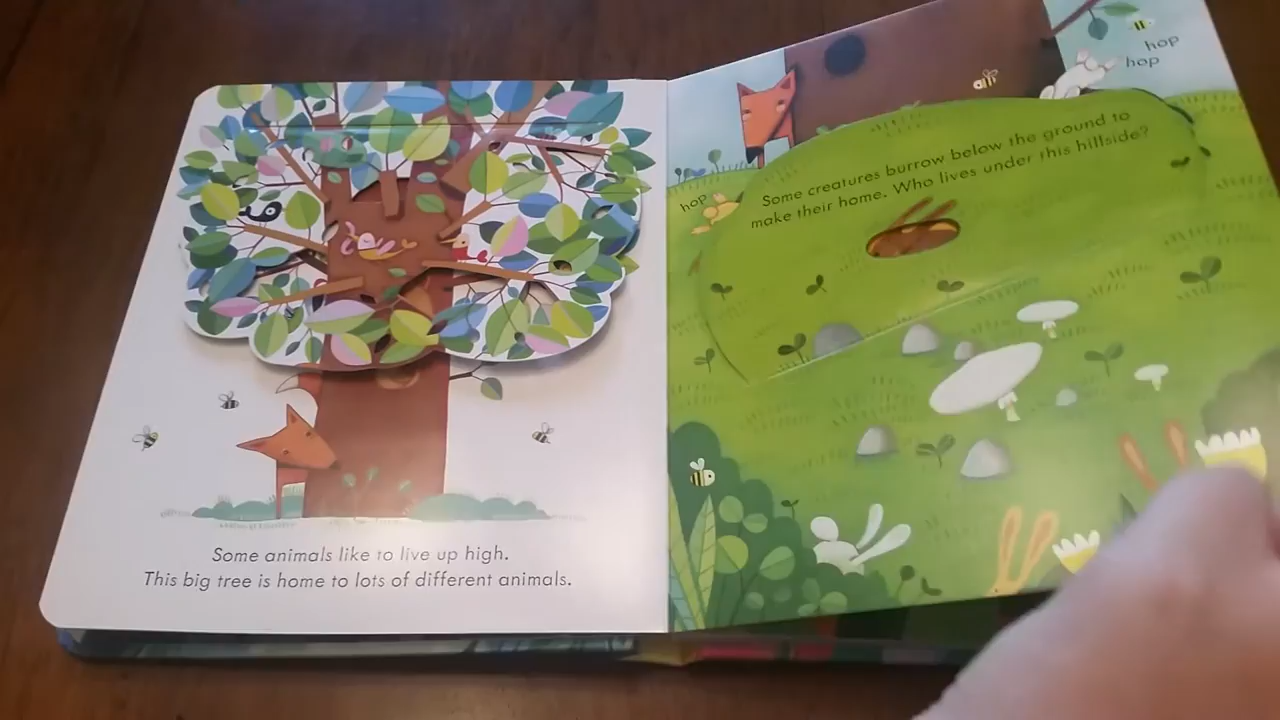 Some animals like to live up high.
This big tree is home to lots of different animals.
hop
hop
Some creatures burrow below the ground to
make their home. Who lives under this hillside?
hop